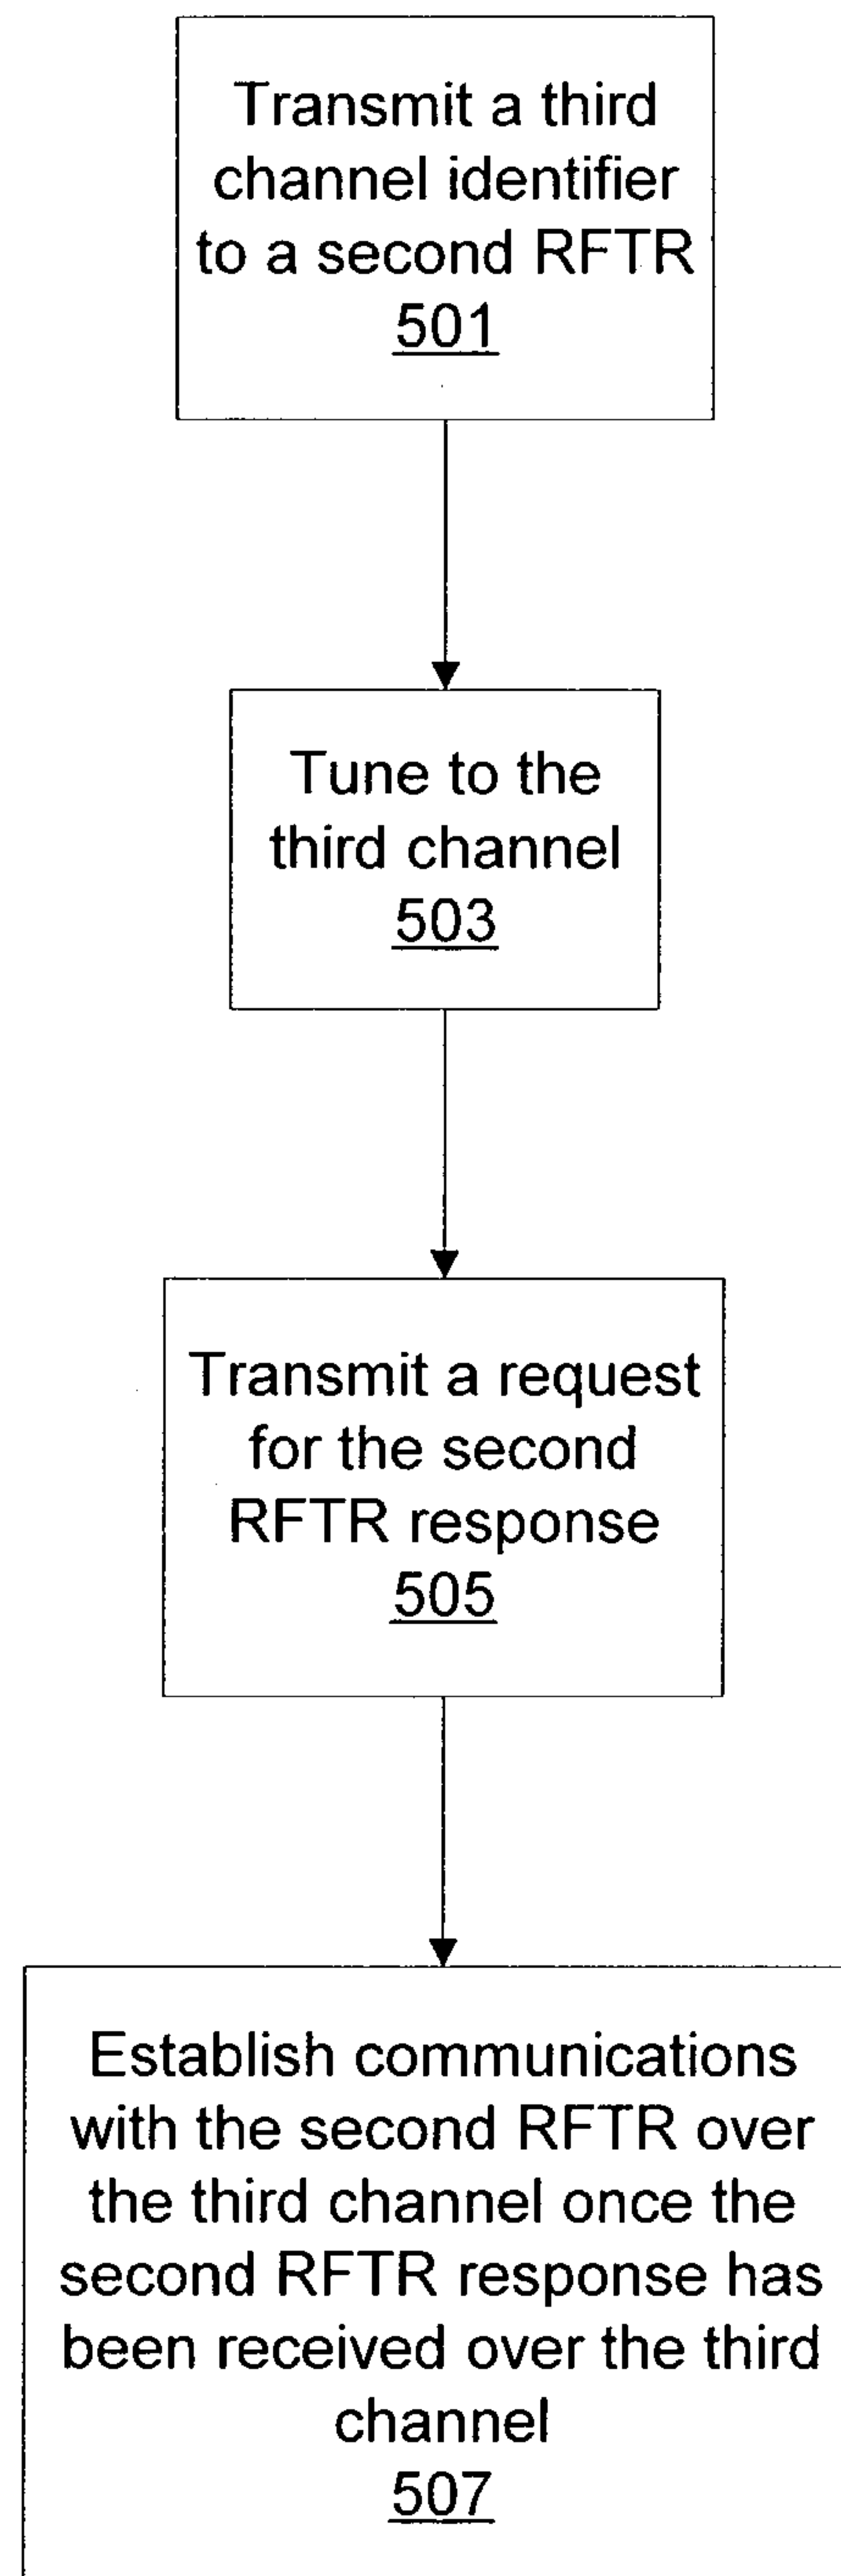 Transmit a third
channel identifier
to a second RFTR
501
Tune to the
third channel
503
Transmit a request
for the second
RFTR response
505
Establish communications
with the second RFTR over
the third channel once the
second RFTR response has
been received over the third
channel
507